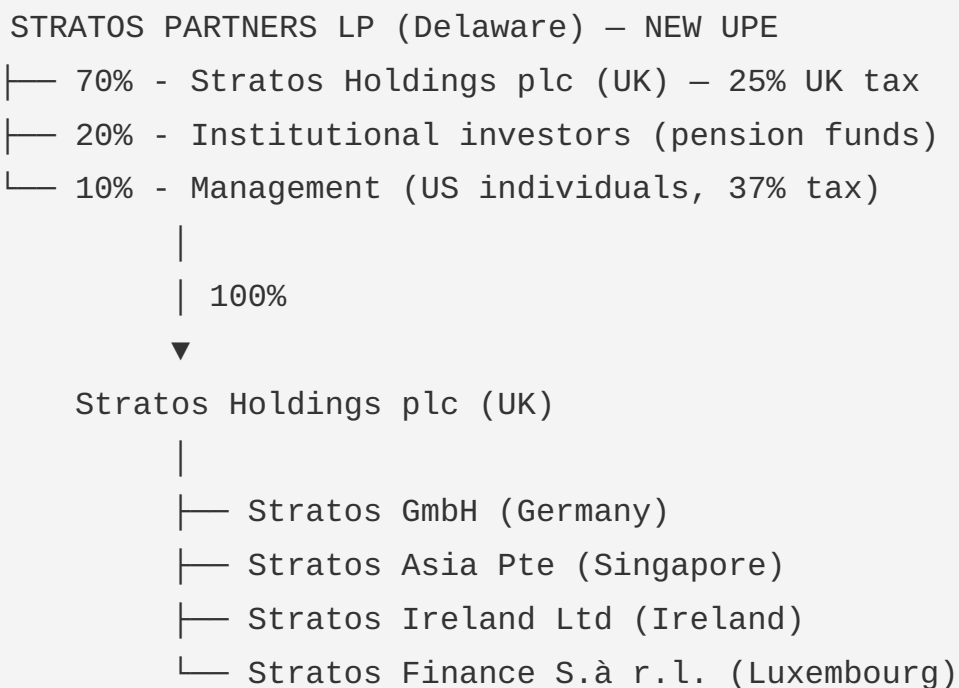 STRATOS PARTNERS LP (Delaware) — NEW UPE
├── 70% - Stratos Holdings plc (UK) — 25% UK tax
├── 20% - Institutional investors (pension funds)
└── 10% - Management (US individuals, 37% tax)
│
│ 100%
▼
Stratos Holdings plc (UK)
│
├── Stratos GmbH (Germany)
├── Stratos Asia Pte (Singapore)
├── Stratos Ireland Ltd (Ireland)
└── Stratos Finance S.à r.l. (Luxembourg)